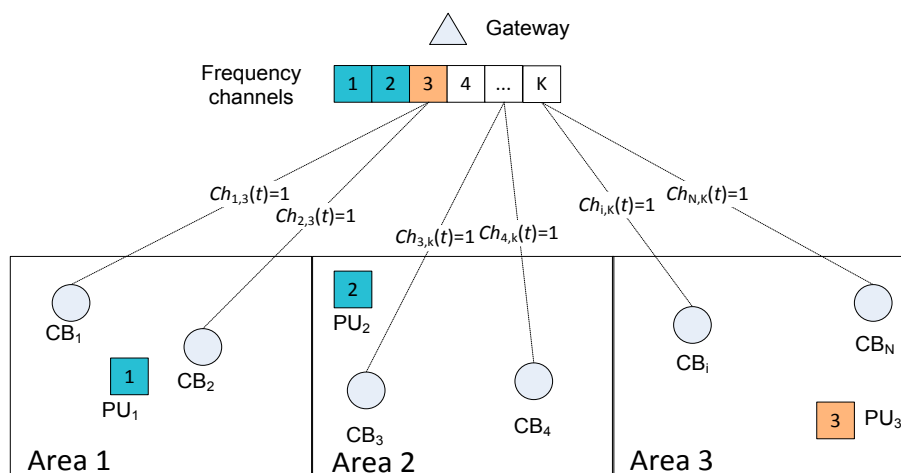 Gateway
Frequency channels
1 2 3 4 ... K
Ch1,3(t)=1
Ch2,3(t)=1
Ch3,k(t)=1
Ch4,k(t)=1
Chi,K(t)=1
ChN,K(t)=1
CB1
CB2
1
PU1
Area 1
2
PU2
CB3
CB4
Area 2
CBi
CBN
3 PU3
Area 3